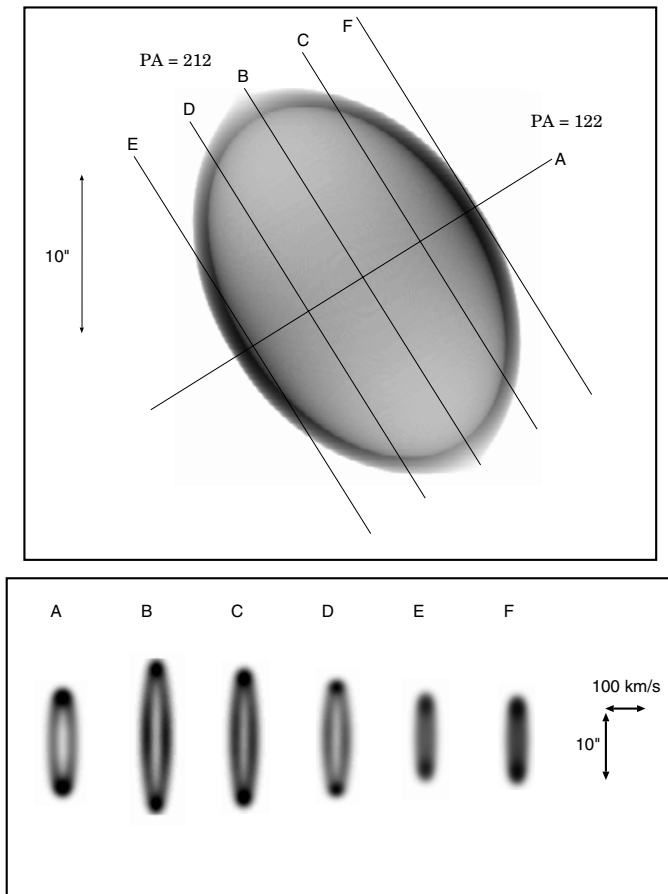 F
C
PA = 212
B
PA = 122
D
A
E
10"
A B C D E F
100 km/s
10"